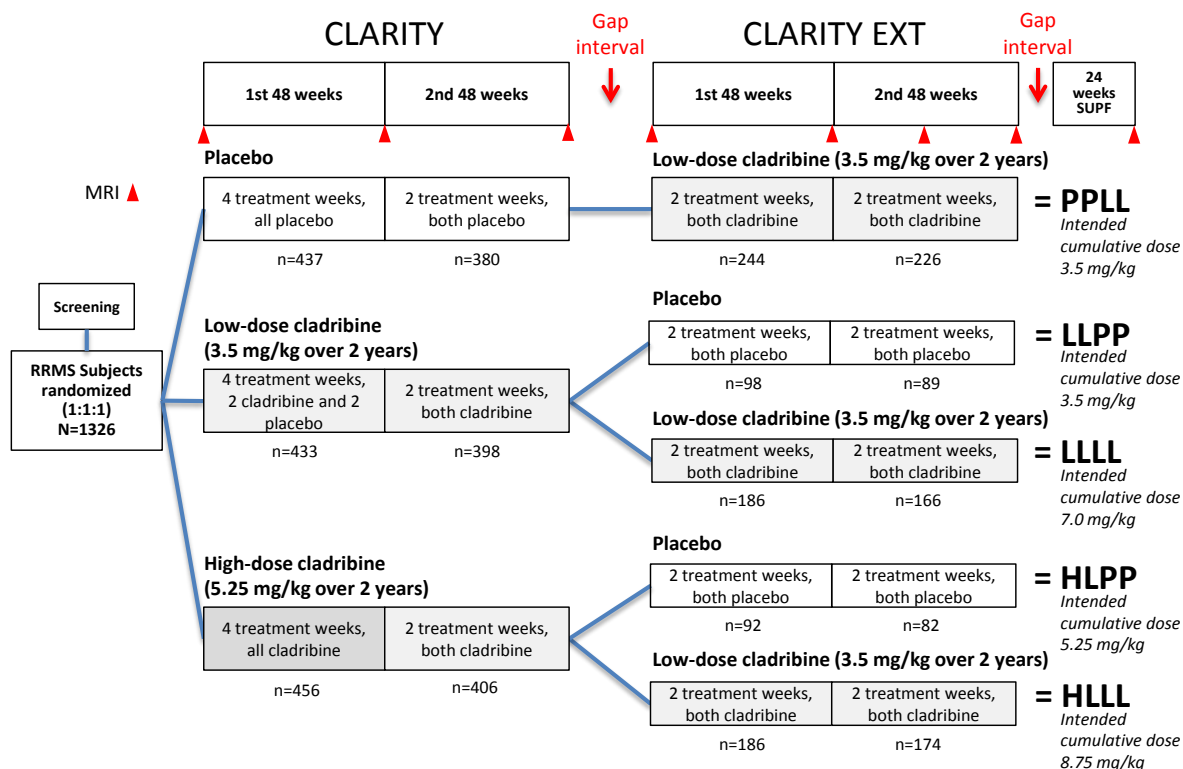 CLARITY
Gap
interval
CLARITY EXT
Gap
interval
1st 48 weeks
2nd 48 weeks
1st 48 weeks
2nd 48 weeks
24
weeks
SUPF
MRI
Screening
RRMS Subjects
randomized
(1:1:1)
N=1326
Placebo
4 treatment weeks,
all placebo
2 treatment weeks,
both placebo
n=437
n=380
Low-dose cladribine (3.5 mg/kg over 2 years)
2 treatment weeks,
both cladribine
2 treatment weeks,
both cladribine
n=244
n=226
= PPLL
Intended
cumulative dose
3.5 mg/kg
Low-dose cladribine
(3.5 mg/kg over 2 years)
4 treatment weeks,
2 cladribine and 2
placebo
2 treatment weeks,
both cladribine
n=433
n=398
Placebo
2 treatment weeks,
both placebo
2 treatment weeks,
both placebo
n=98
n=89
= LLPP
Intended
cumulative dose
3.5 mg/kg
Low-dose cladribine (3.5 mg/kg over 2 years)
2 treatment weeks,
both cladribine
2 treatment weeks,
both cladribine
n=186
n=166
= LLLL
Intended
cumulative dose
7.0 mg/kg
High-dose cladribine
(5.25 mg/kg over 2 years)
4 treatment weeks,
all cladribine
2 treatment weeks,
both cladribine
n=456
n=406
Placebo
2 treatment weeks,
both placebo
2 treatment weeks,
both placebo
n=92
n=82
= HLPP
Intended
cumulative dose
5.25 mg/kg
Low-dose cladribine (3.5 mg/kg over 2 years)
2 treatment weeks,
both cladribine
2 treatment weeks,
both cladribine
n=186
n=174
= HLLL
Intended
cumulative dose
8.75 mg/kg